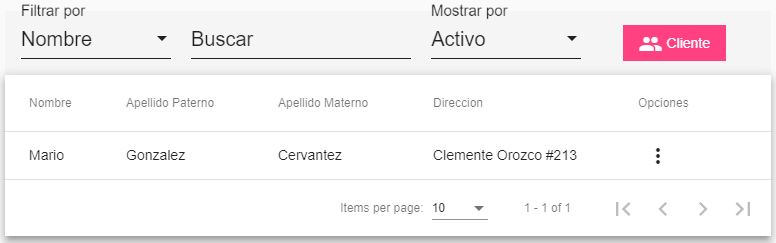 Filtrar por Mostrar por
Nombre Buscar Activo Cliente
Nombre Apellido Paterno Apellido Materno Direccion Opciones
Mario Gonzalez Cervantez Clemente Orozco #213
Items per page: 10 1 - 1 of 1